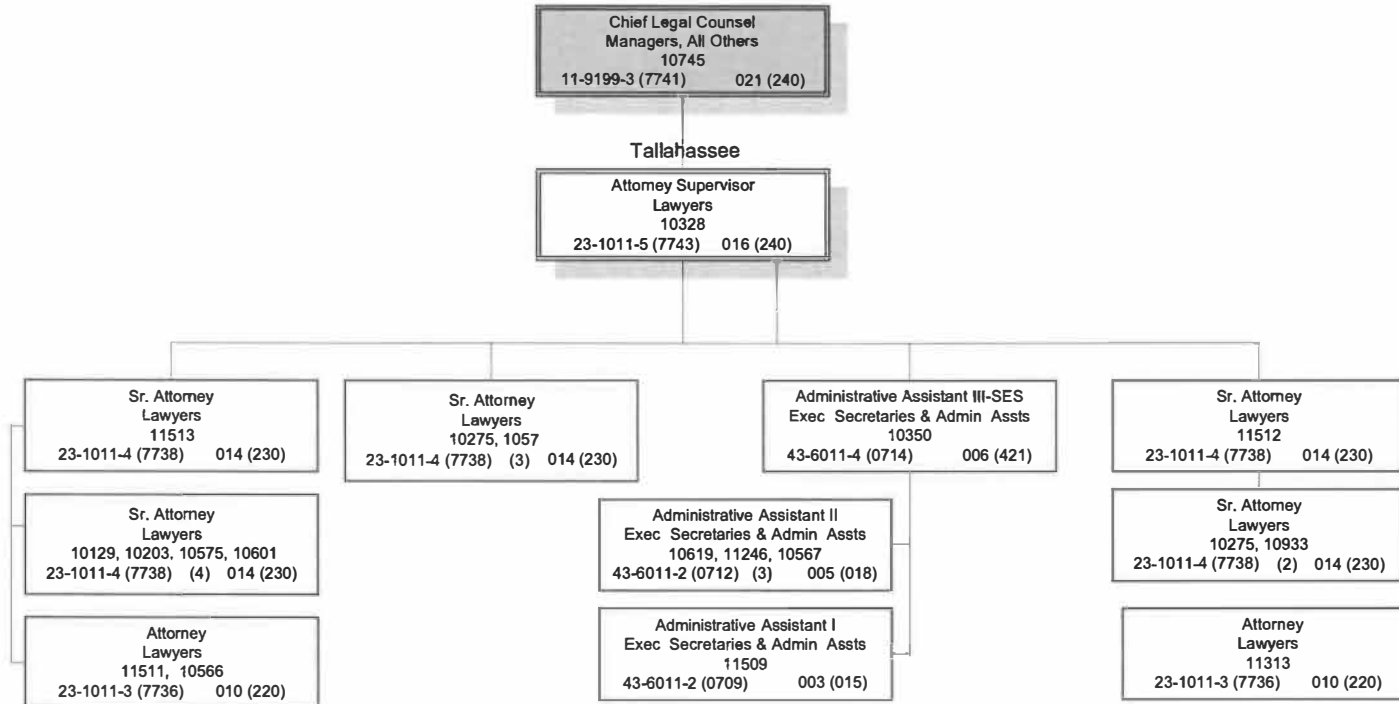 Chief Legal Counsel
Managers, All Others
10745
11-9199-3 (7741) 021 (240)
Tallahassee
Attorney Supervisor
Lawyers
10328
23-1011-5 (7743) 016 (240)
Sr. Attorney
Lawyers
11513
23-1011-4 (7738) 014 (230)
Sr. Attorney
Lawyers
10129, 10203, 10575, 10601
23-1011-4 (7738) (4) 014 (230)
Attorney
Lawyers
11511, 10566
23-1011-3 (7736) 010 (220)
Sr. Attorney
Lawyers
10275, 1057
23-1011-4 (7738) (3) 014 (230)
Administrative Assistant III-SES
Exec Secretaries & Admin Assts
10350
43-6011-4 (0714) 006 (421)
Administrative Assistant II
Exec Secretaries & Admin Assts
10619, 11246, 10567
43-6011-2 (0712) (3) 005 (018)
Administrative Assistant I
Exec Secretaries & Admin Assts
11509
43-6011-2 (0709) 003 (015)
Sr. Attorney
Lawyers
11512
23-1011-4 (7738) 014 (230)
Sr. Attorney
Lawyers
10275, 10933
23-1011-4 (7738) (2) 014 (230)
Attorney
Lawyers
11313
23-1011-3 (7736) 010 (220)